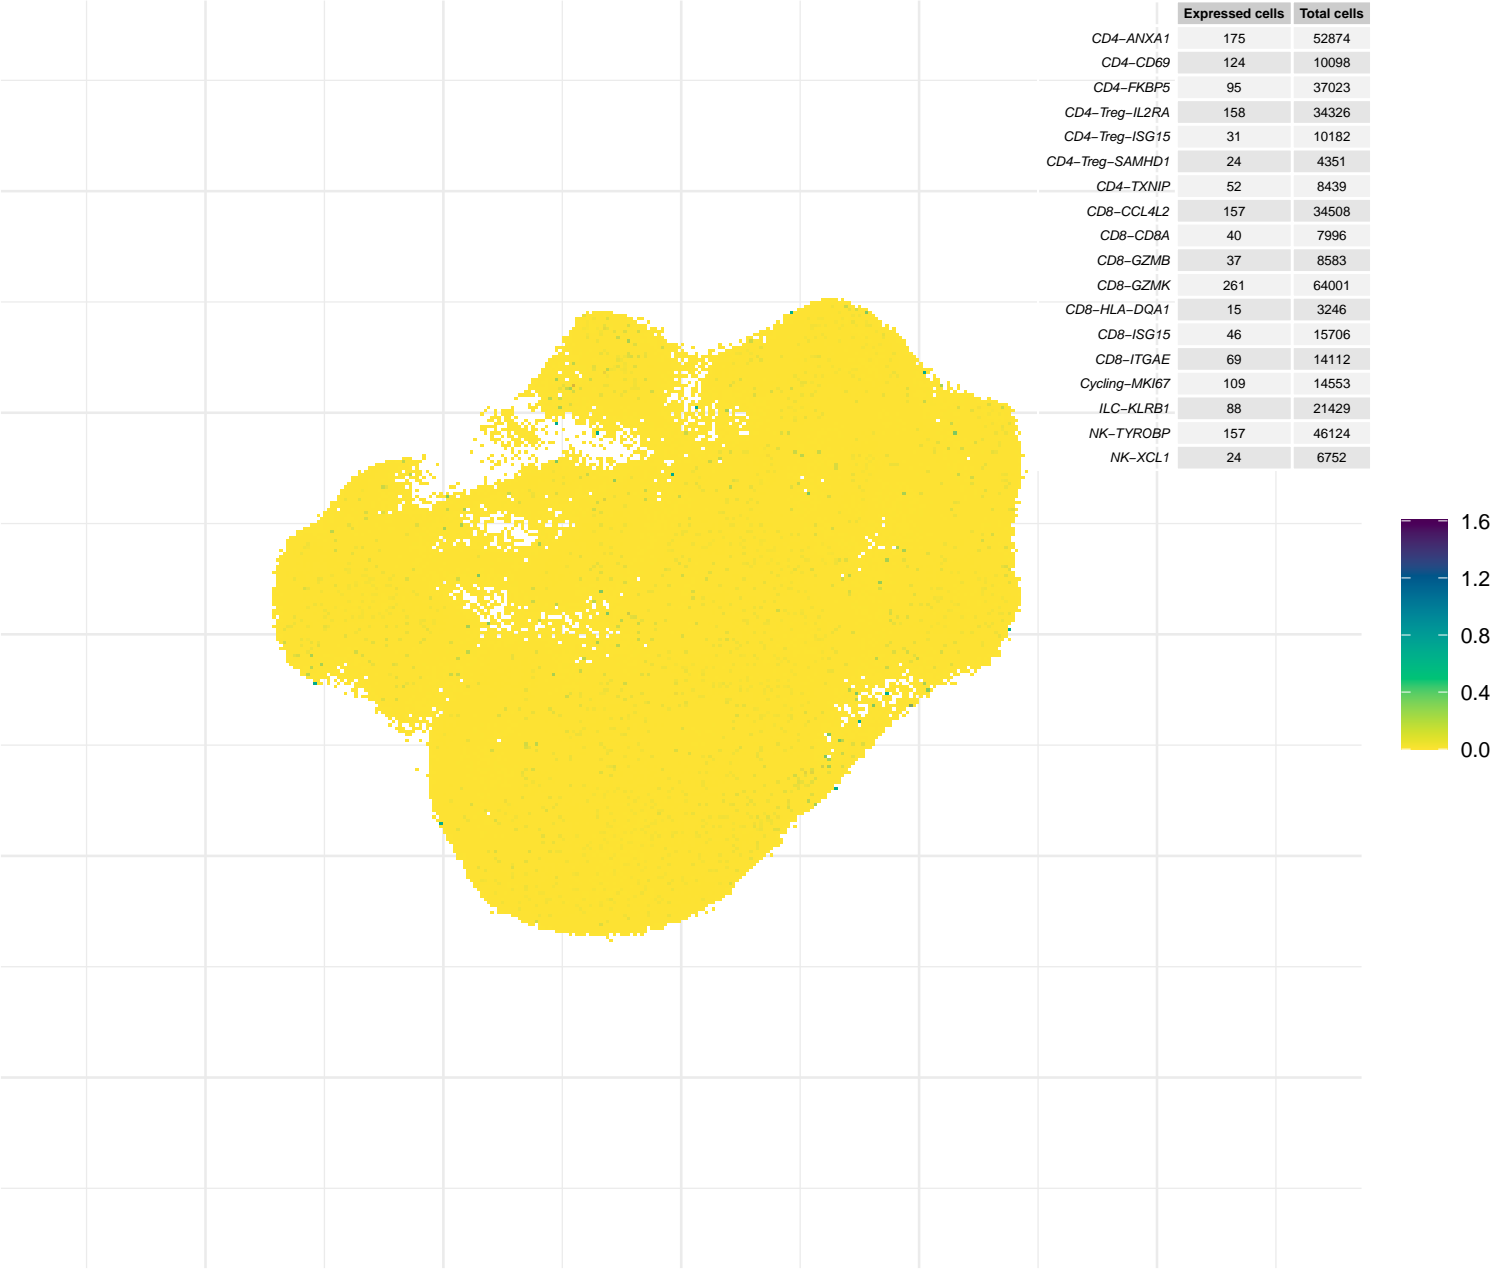 Expressed cells Total cells
CD4−ANXA1 175 52874
CD4−CD69 124 10098
CD4−FKBP5 95 37023
CD4−Treg−IL2RA 158 34326
CD4−Treg−ISG15 31 10182
CD4−Treg−SAMHD1 24 4351
CD4−TXNIP 52 8439
CD8−CCL4L2 157 34508
CD8−CD8A 40 7996
CD8−GZMB 37 8583
CD8−GZMK 261 64001
CD8−HLA−DQA1 15 3246
CD8−ISG15 46 15706
CD8−ITGAE 69 14112
Cycling−MKI67 109 14553
ILC−KLRB1 88 21429
NK−TYROBP 157 46124
NK−XCL1 24 6752
1.6
1.2
0.8
0.4
0.0